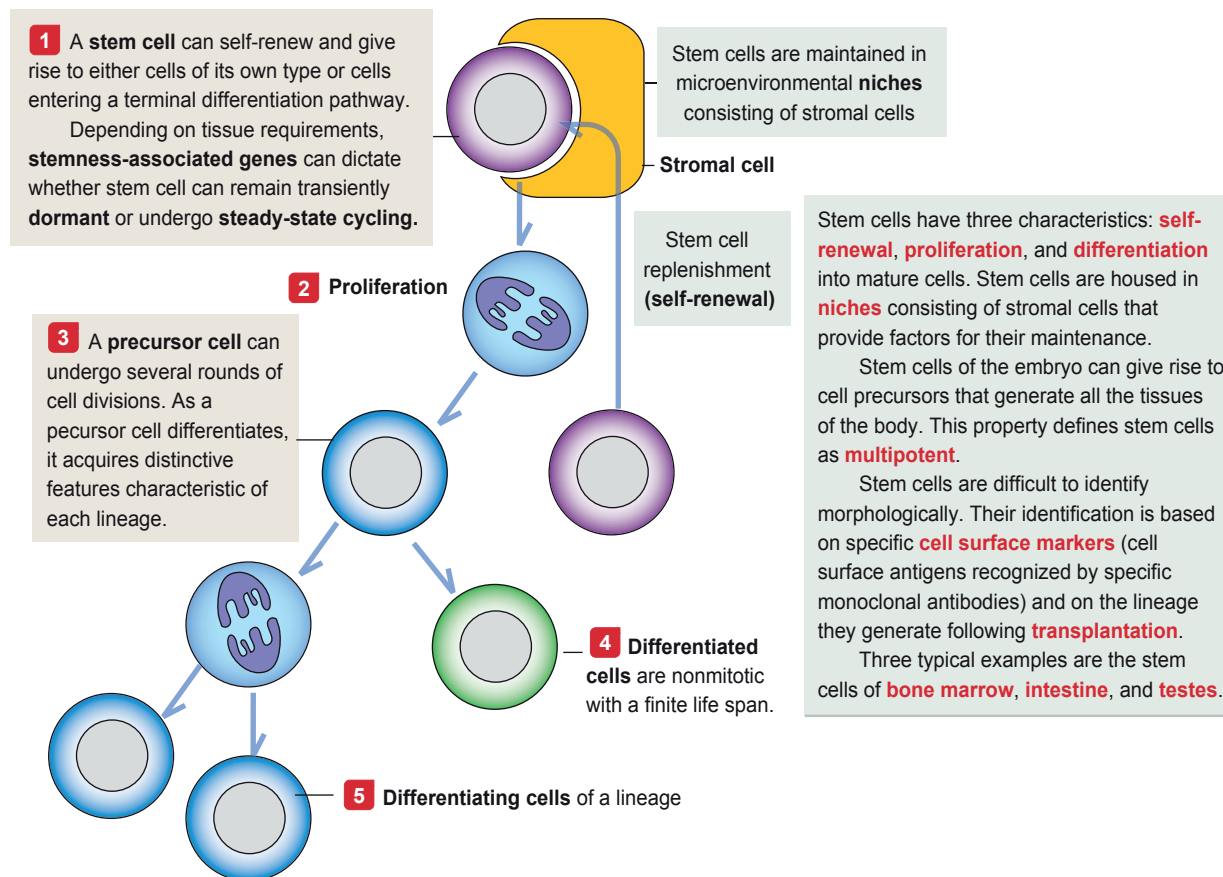 1 A stem cell can self-renew and give
rise to either cells of its own type or cells
entering a terminal differentiation pathway.
Depending on tissue requirements,
stemness-associated genes can dictate
whether stem cell can remain transiently
dormant or undergo steady-state cycling.
Stem cells are maintained in
microenvironmental niches
consisting of stromal cells
Stromal cell
Stem cell
replenishment
(self-renewal)
2 Proliferation
3 A precursor cell can
undergo several rounds of
cell divisions. As a
pecursor cell differentiates,
it acquires distinctive
features characteristic of
each lineage.
4 Differentiated
cells are nonmitotic
with a finite life span.
5 Differentiating cells of a lineage
Stem cells have three characteristics: self-
renewal, proliferation, and differentiation
into mature cells. Stem cells are housed in
niches consisting of stromal cells that
provide factors for their maintenance.
Stem cells of the embryo can give rise to
cell precursors that generate all the tissues
of the body. This property defines stem cells
as multipotent.
Stem cells are difficult to identify
morphologically. Their identification is based
on specific cell surface markers (cell
surface antigens recognized by specific
monoclonal antibodies) and on the lineage
they generate following transplantation.
Three typical examples are the stem
cells of bone marrow, intestine, and testes.